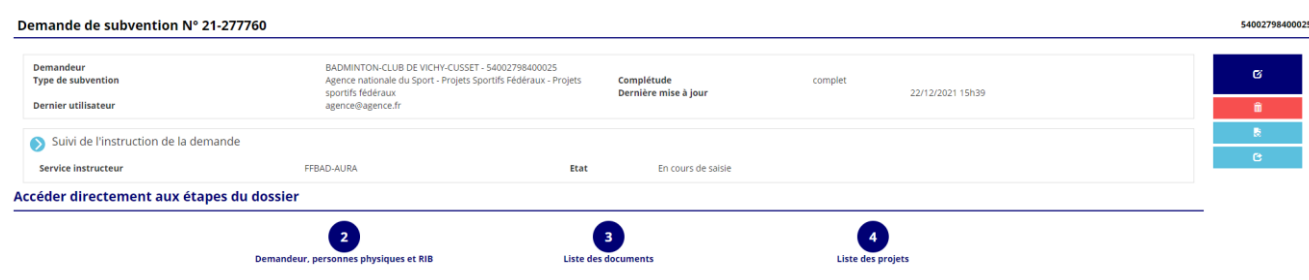 Demande de subvention N° 21-277760
54002798400025
Demandeur BADMINTON-CLUB DE VICHY-CUSSET - 54002798400025
Type de subvention Agence nationale du Sport - Projets Sportifs Fédéraux - Projets sportifs fédéraux
Complétude complet
Dernière mise à jour 22/12/2021 15h39
Dernier utilisateur agence@agence.fr
Suivi de l'instruction de la demande
Service instructeur FFBAD-AURA Etat En cours de saisie
Accéder directement aux étapes du dossier
2 3 4
Demandeur, personnes physiques et RIB Liste des documents Liste des projets